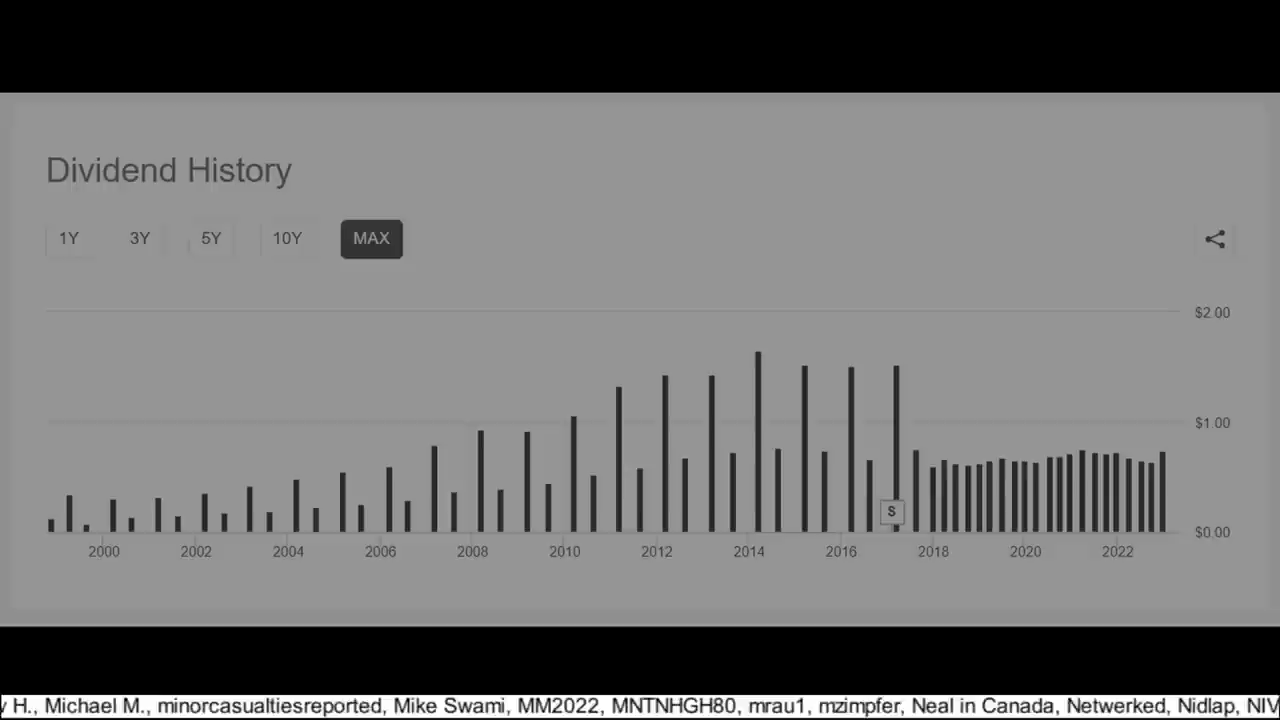 Dividend History
1Y 3Y 5Y 10Y MAX
$2.00
$1.00
S
$0.00
2000 2002 2004 2006 2008 2010 2012 2014 2016 2018 2020 2022
H., Michael M., minorcasualtiesreported, Mike Swami, MM2022, MNTNHGH80, mrau1, mzimpfer, Neal in Canada, Netwerked, Nidlap,